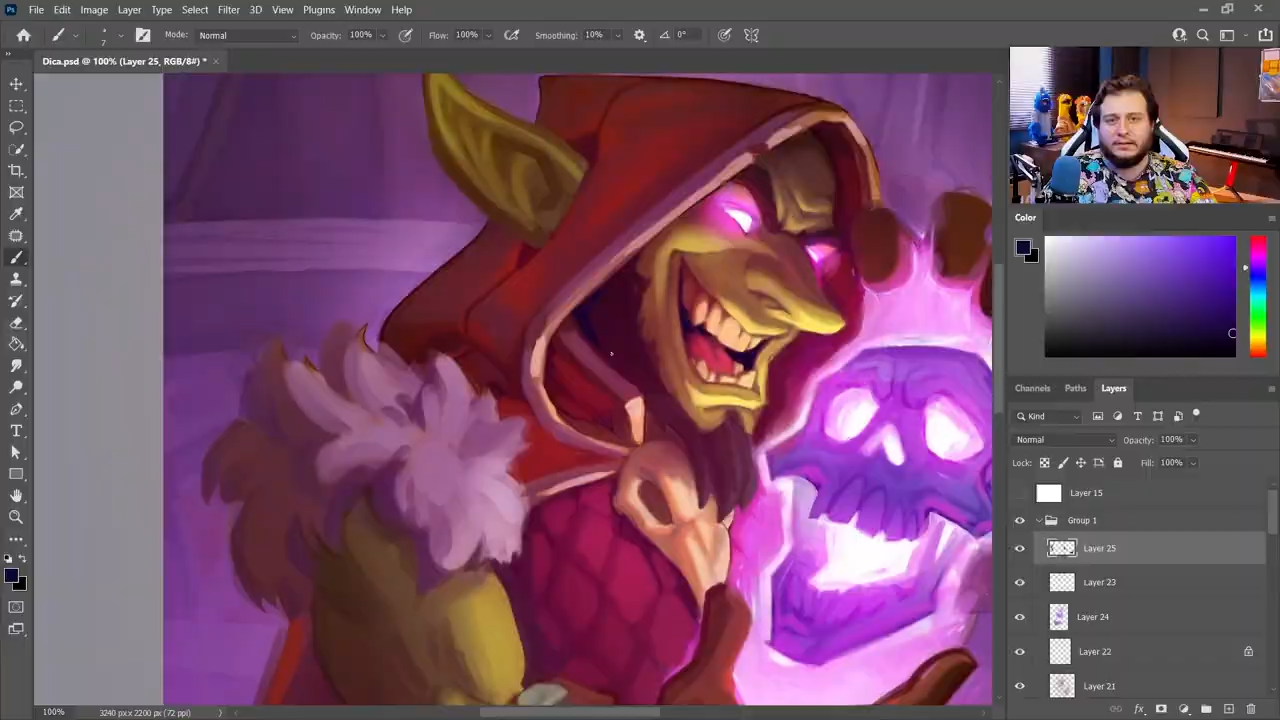 Ps File Edit Image Layer Type Select Filter 3D View Plugins Window Help
7 Mode: Normal Opacity: 100% Flow: 100% Smoothing: 10% 0°
Dica.psd @ 100% (Layer 25, RGB/8#) *
Color
Channels Paths Layers
Kind
Normal Opacity: 100%
Lock: Fill: 100%
Layer 15
Group 1
Layer 25
Layer 23
Layer 24
Layer 22
Layer 21
100% 3240 px x 2200 px (72 ppi)